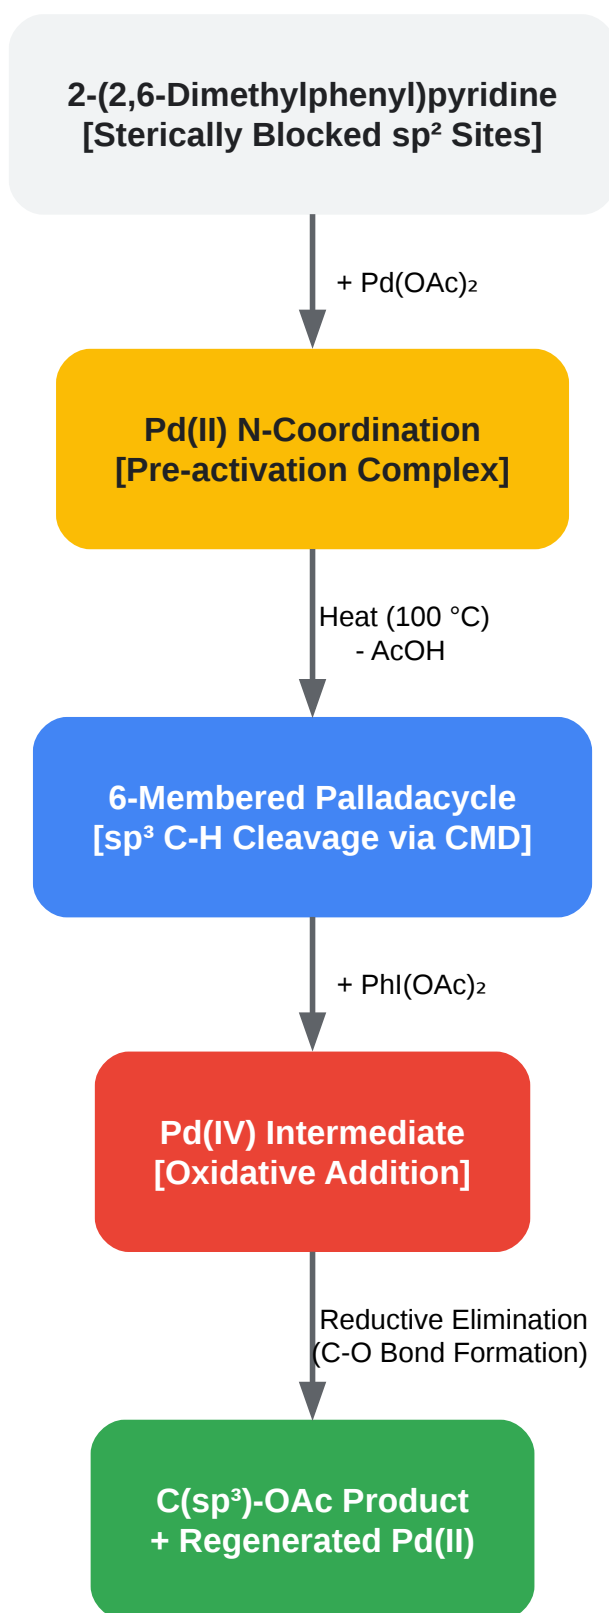 2-(2,6-Dimethylphenyl)pyridine
[Sterically Blocked sp² Sites]
+ Pd(OAc)₂
Pd(II) N-Coordination
[Pre-activation Complex]
Heat (100 °C)
- AcOH
6-Membered Palladacycle
[sp³ C-H Cleavage via CMD]
+ PhI(OAc)₂
Pd(IV) Intermediate
[Oxidative Addition]
Reductive Elimination
(C-O Bond Formation)
C(sp³)-OAc Product
+ Regenerated Pd(II)